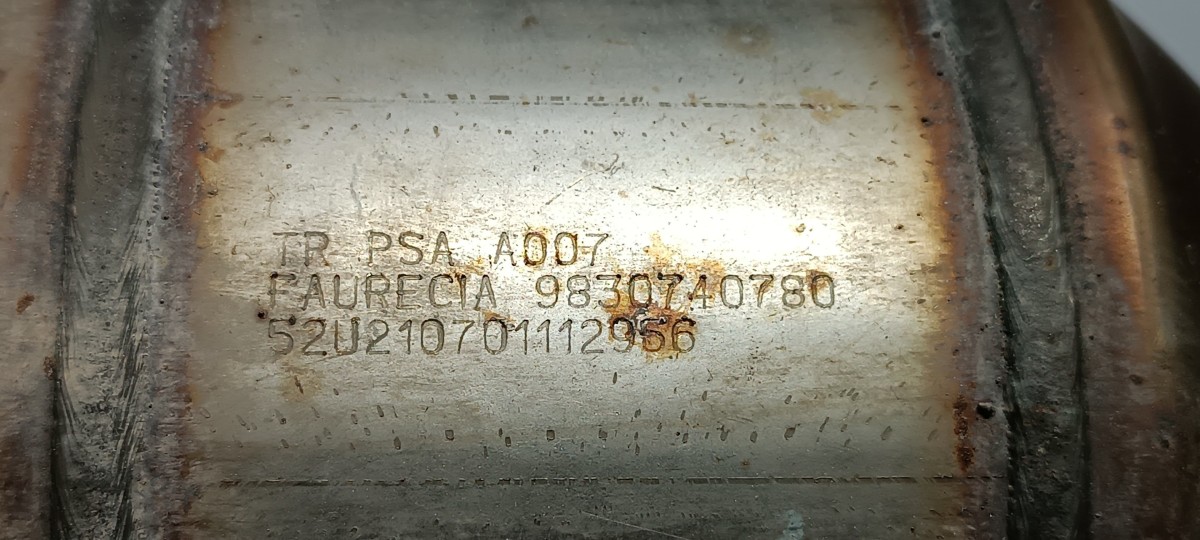 TR PSA A007
FAURECIA 9830740780
52U210701112956